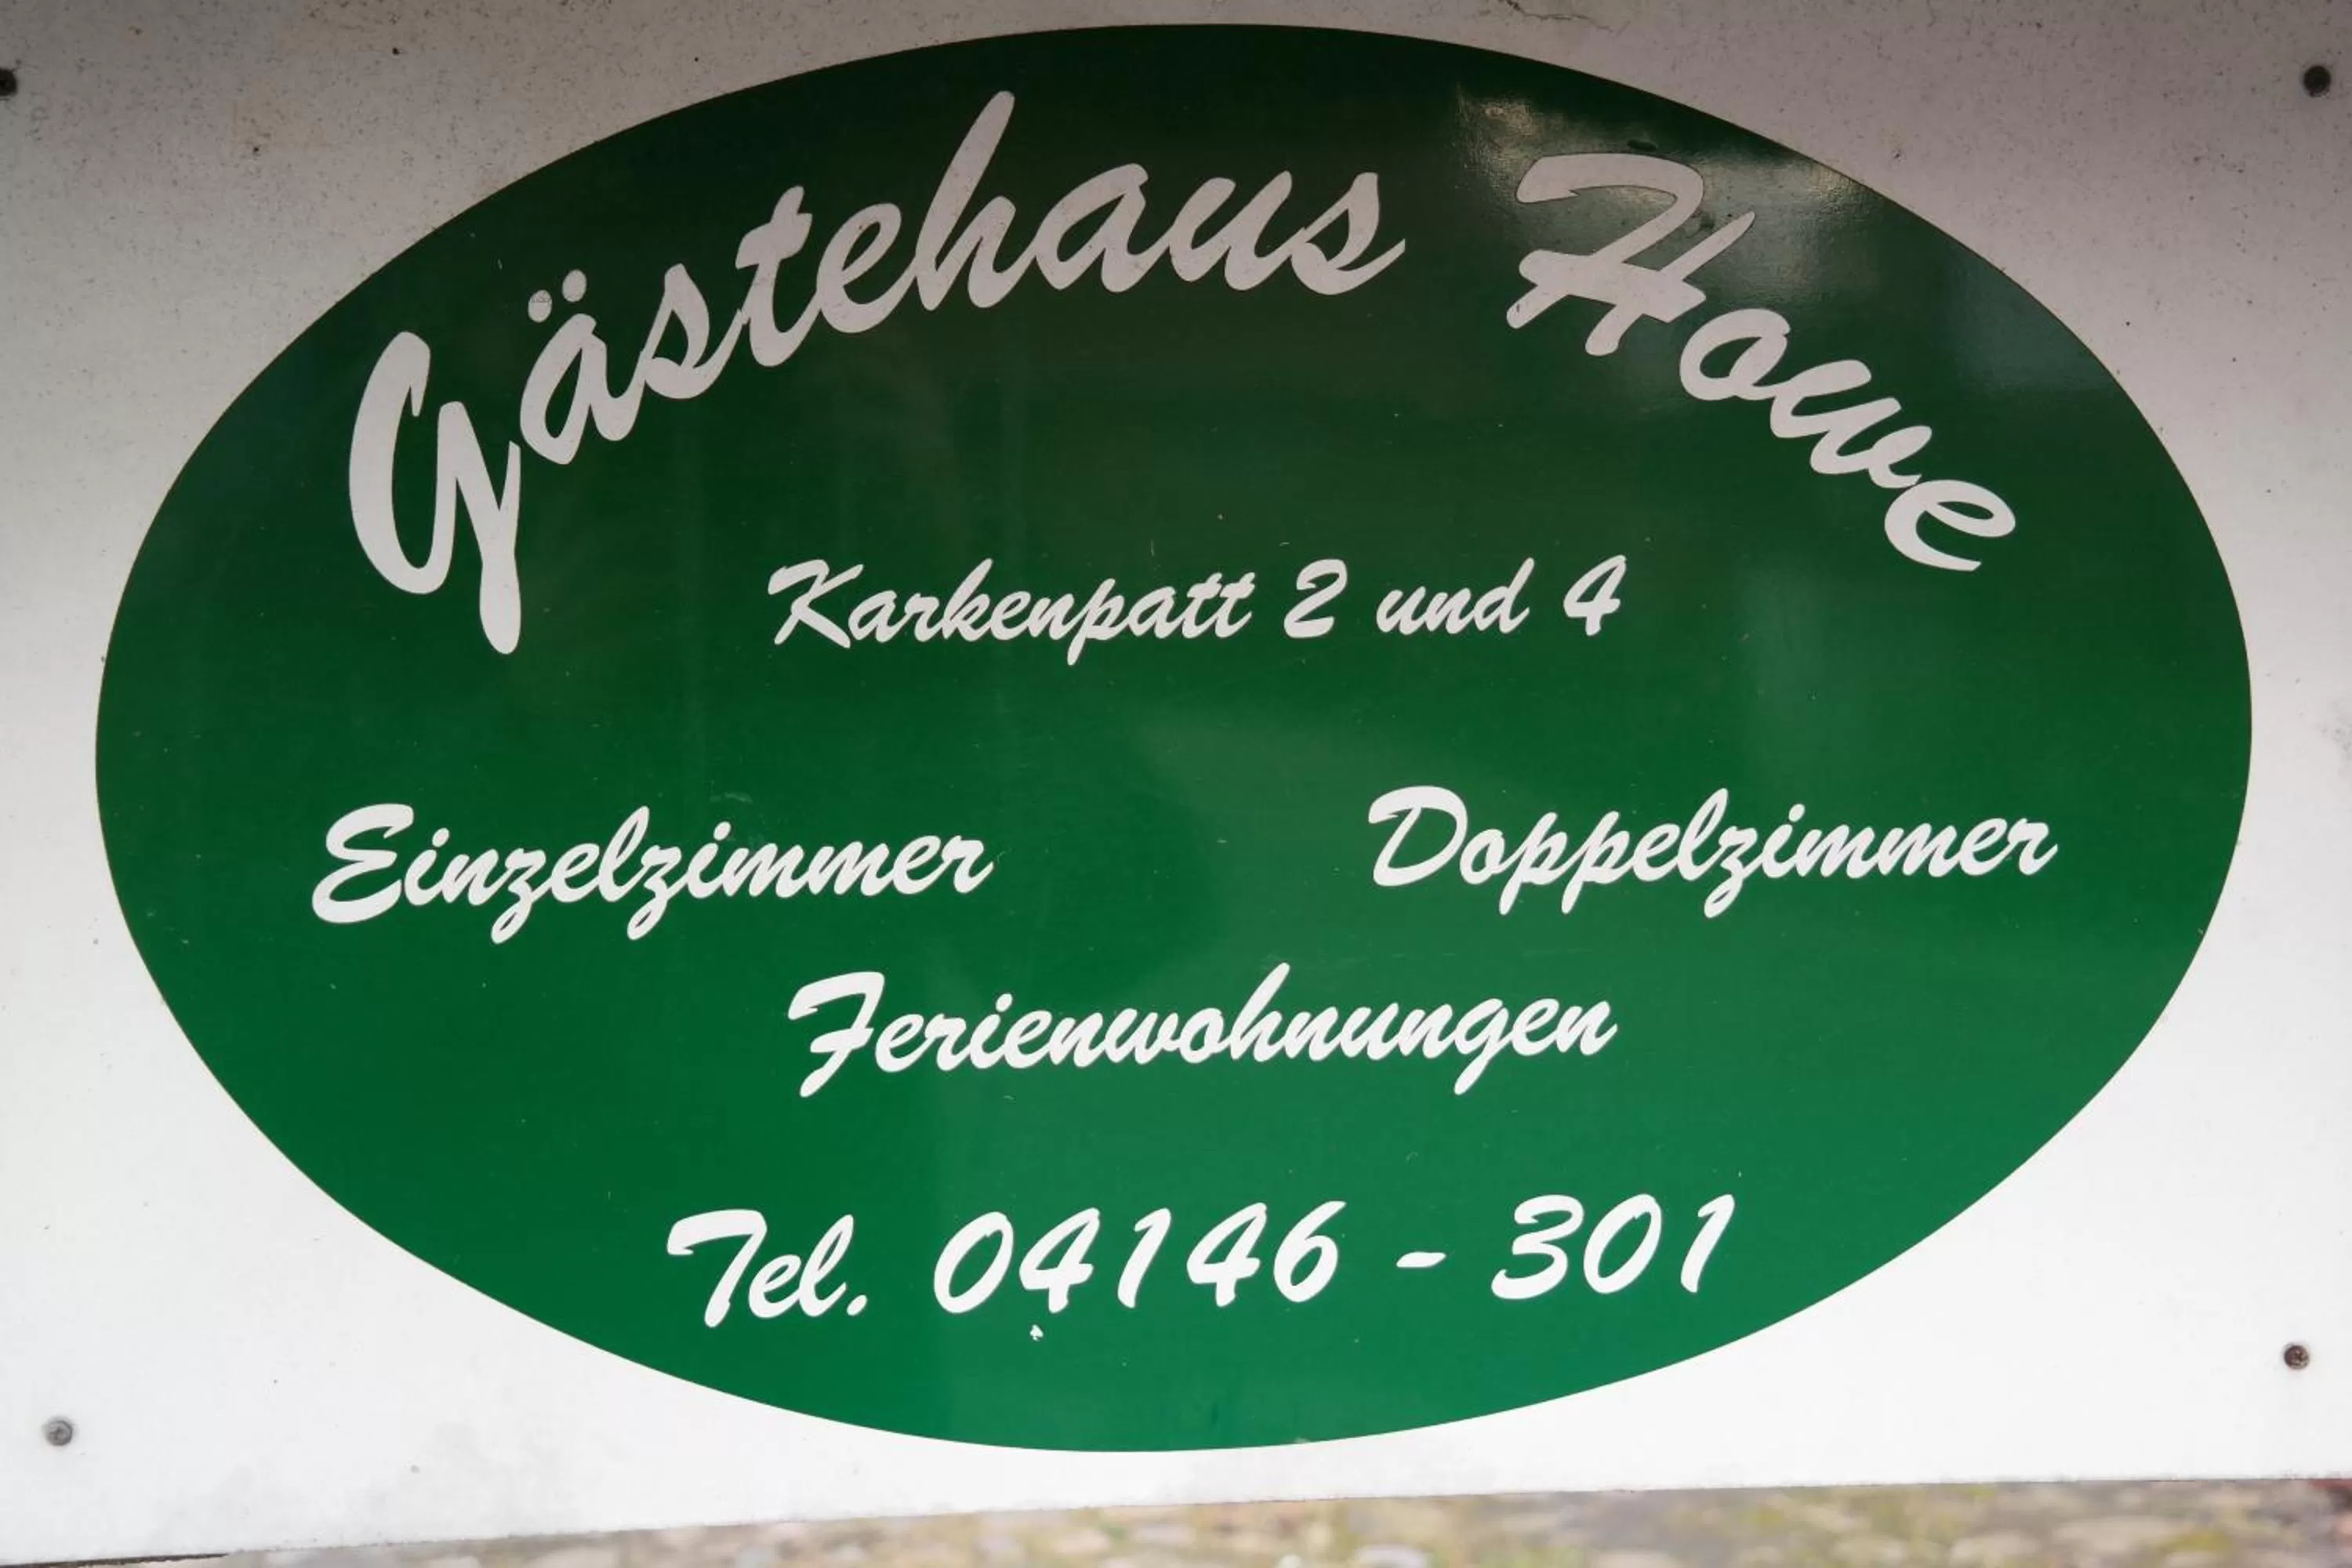 Gästehaus Howe
Karkenpatt 2 und 4
Einzelzimmer Doppelzimmer
Ferienwohnungen
Tel. 04146 - 301